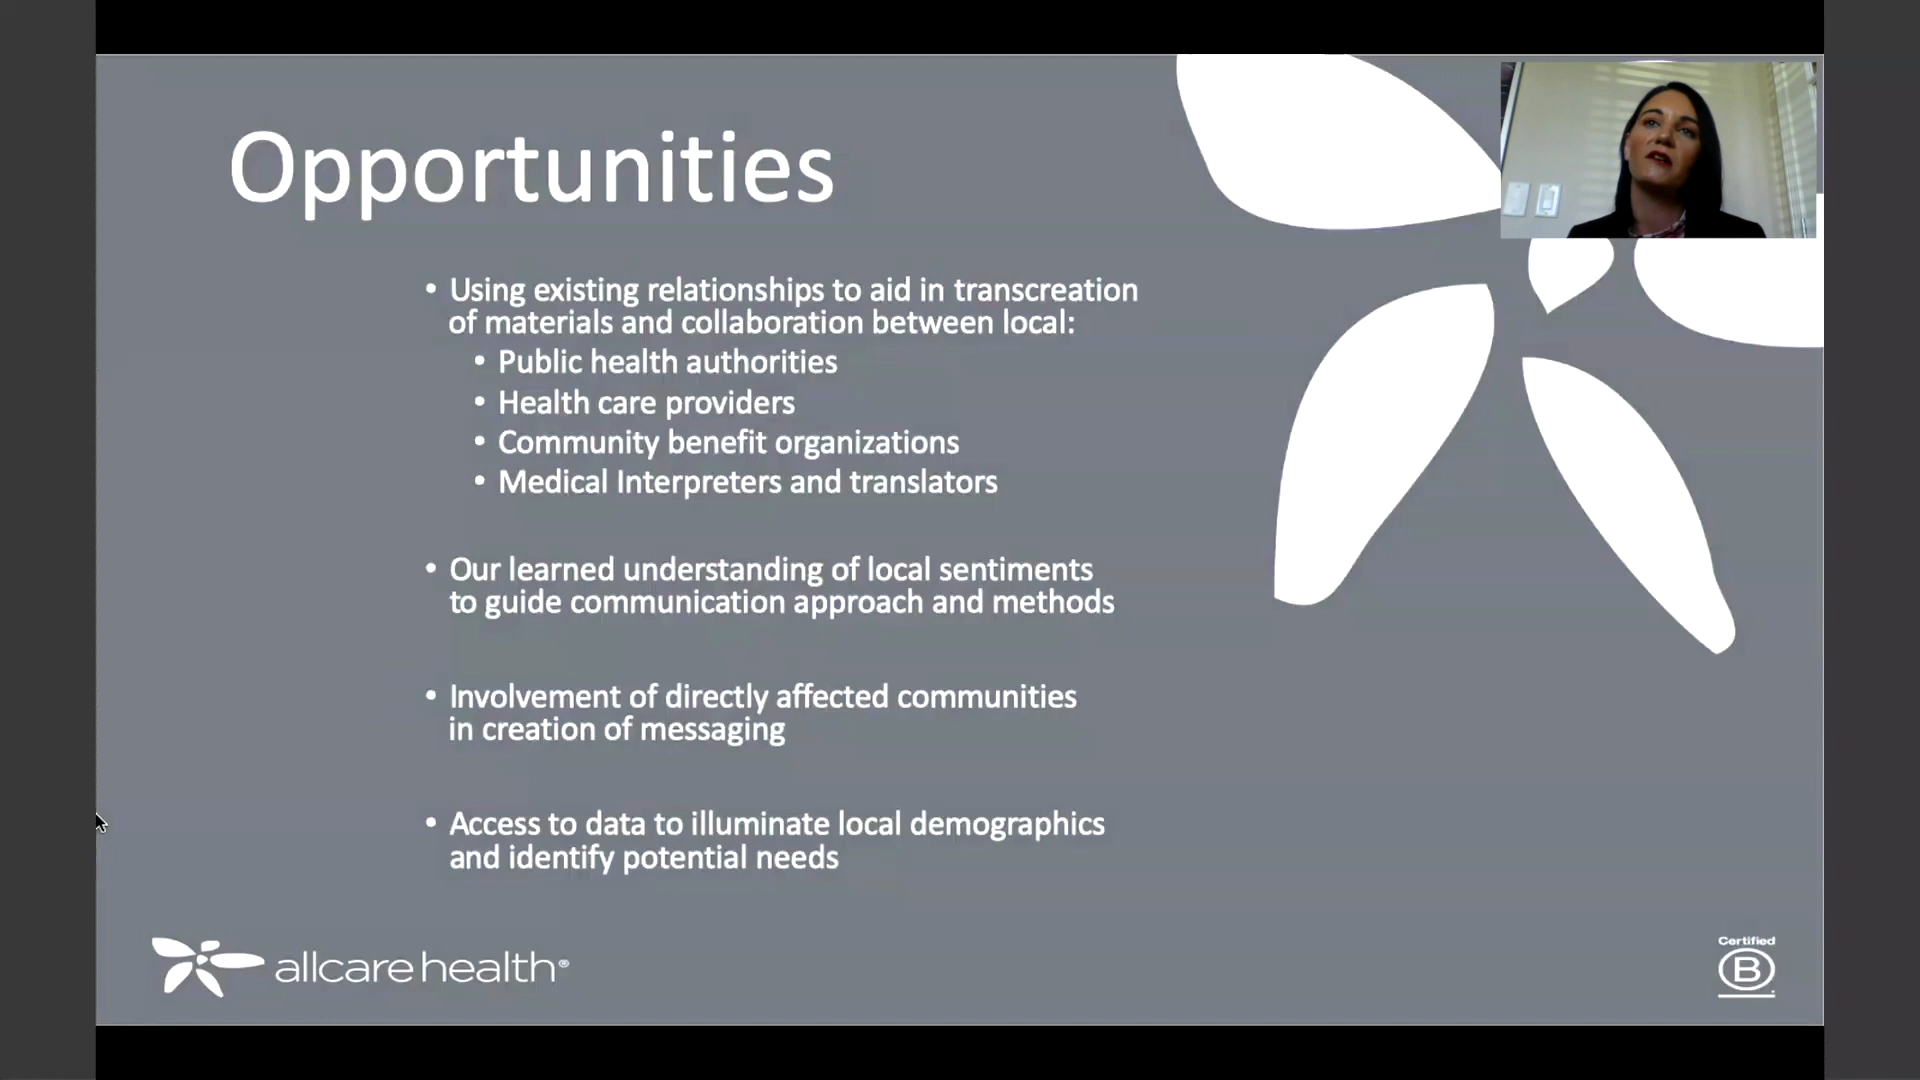 Opportunities
• Using existing relationships to aid in transcreation
of materials and collaboration between local:
• Public health authorities
• Health care providers
• Community benefit organizations
• Medical Interpreters and translators
• Our learned understanding of local sentiments
to guide communication approach and methods
• Involvement of directly affected communities
in creation of messaging
• Access to data to illuminate local demographics
and identify potential needs
allcare health®
Certified
B